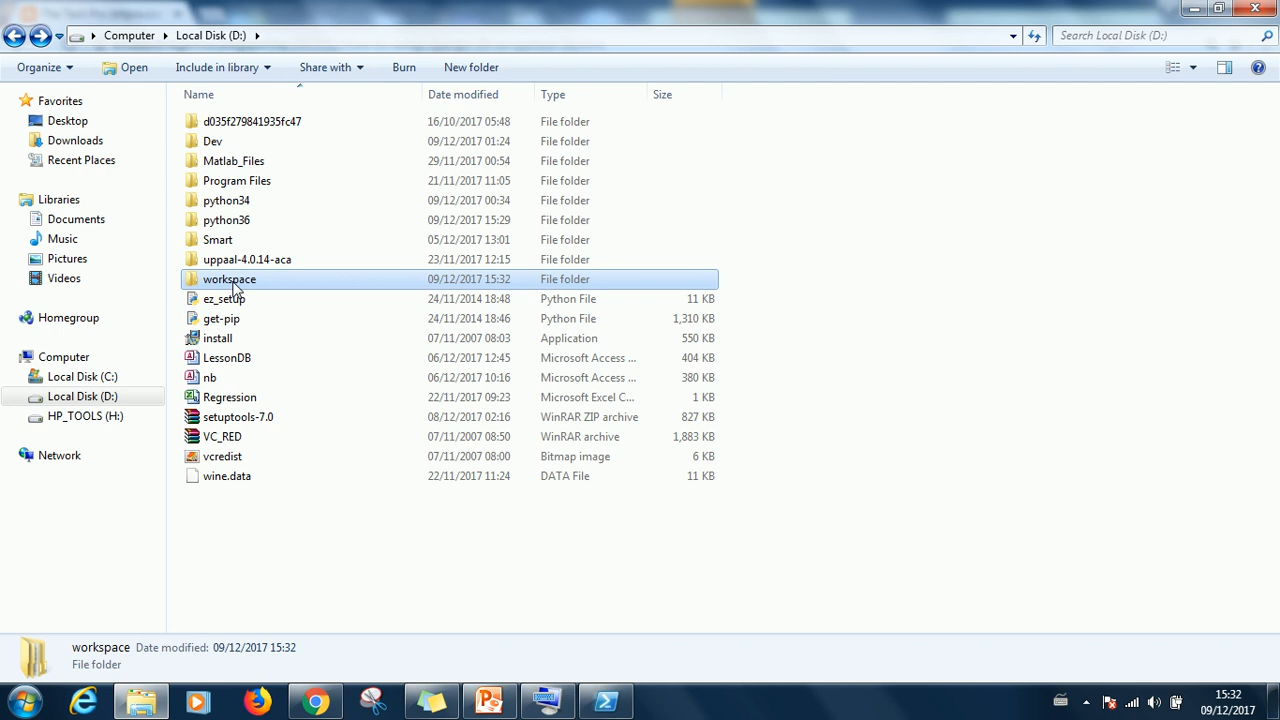 Computer Local Disk (D:) Search Local Disk (D:)
Organize Open Include in library Share with Burn New folder
Name Date modified Type Size
Favorites
Desktop
Downloads
Recent Places
Libraries
Documents
Music
Pictures
Videos
Homegroup
Computer
Local Disk (C:)
Local Disk (D:)
HP_TOOLS (H:)
Network
d035f279841935fc47 16/10/2017 05:48 File folder
Dev 09/12/2017 01:24 File folder
Matlab_Files 29/11/2017 00:54 File folder
Program Files 21/11/2017 11:05 File folder
python34 09/12/2017 00:34 File folder
python36 09/12/2017 15:29 File folder
Smart 05/12/2017 13:01 File folder
uppaal-4.0.14-aca 23/11/2017 12:15 File folder
workspace 09/12/2017 15:32 File folder
ez_setup 24/11/2014 18:48 Python File 11 KB
get-pip 24/11/2014 18:46 Python File 1,310 KB
install 07/11/2007 08:03 Application 550 KB
LessonDB 06/12/2017 12:45 Microsoft Access ... 404 KB
nb 06/12/2017 10:16 Microsoft Access ... 380 KB
Regression 22/11/2017 09:23 Microsoft Excel C... 1 KB
setuptools-7.0 08/12/2017 02:16 WinRAR ZIP archive 827 KB
VC_RED 07/11/2007 08:50 WinRAR archive 1,883 KB
vcredist 07/11/2007 08:00 Bitmap image 6 KB
wine.data 22/11/2017 11:24 DATA File 11 KB
workspace Date modified: 09/12/2017 15:32
File folder
15:32
09/12/2017